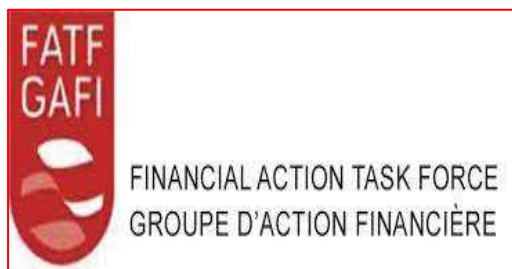 FATF
GAFI
FINANCIAL ACTION TASK FORCE
GROUPE D'ACTION FINANCIÈRE